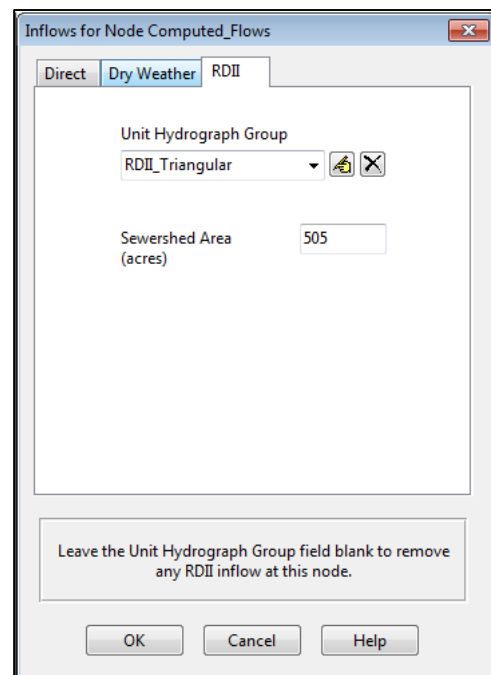 Inflows for Node Computed_Flows
Direct Dry Weather RDII
Unit Hydrograph Group
RDII_Triangular
Sewershed Area
(acres)
505
Leave the Unit Hydrograph Group field blank to remove
any RDII inflow at this node.
OK Cancel Help